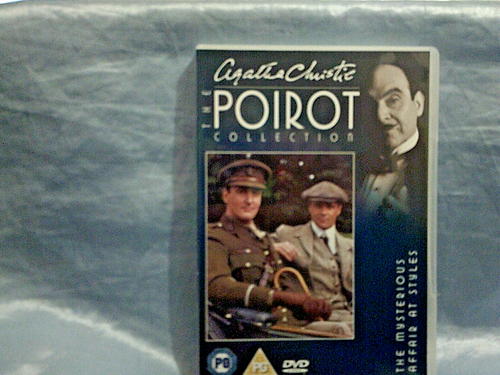 Agatha Christie
THE
POIROT
COLLECTION
THE MYSTERIOUS
AFFAIR AT STYLES
PG
PG
DVD